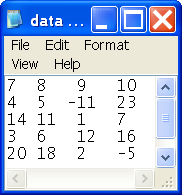 data ...
File Edit Format
View Help
7 8 9 10
4 5 -11 23
14 11 1 7
3 6 12 16
20 18 2 -5